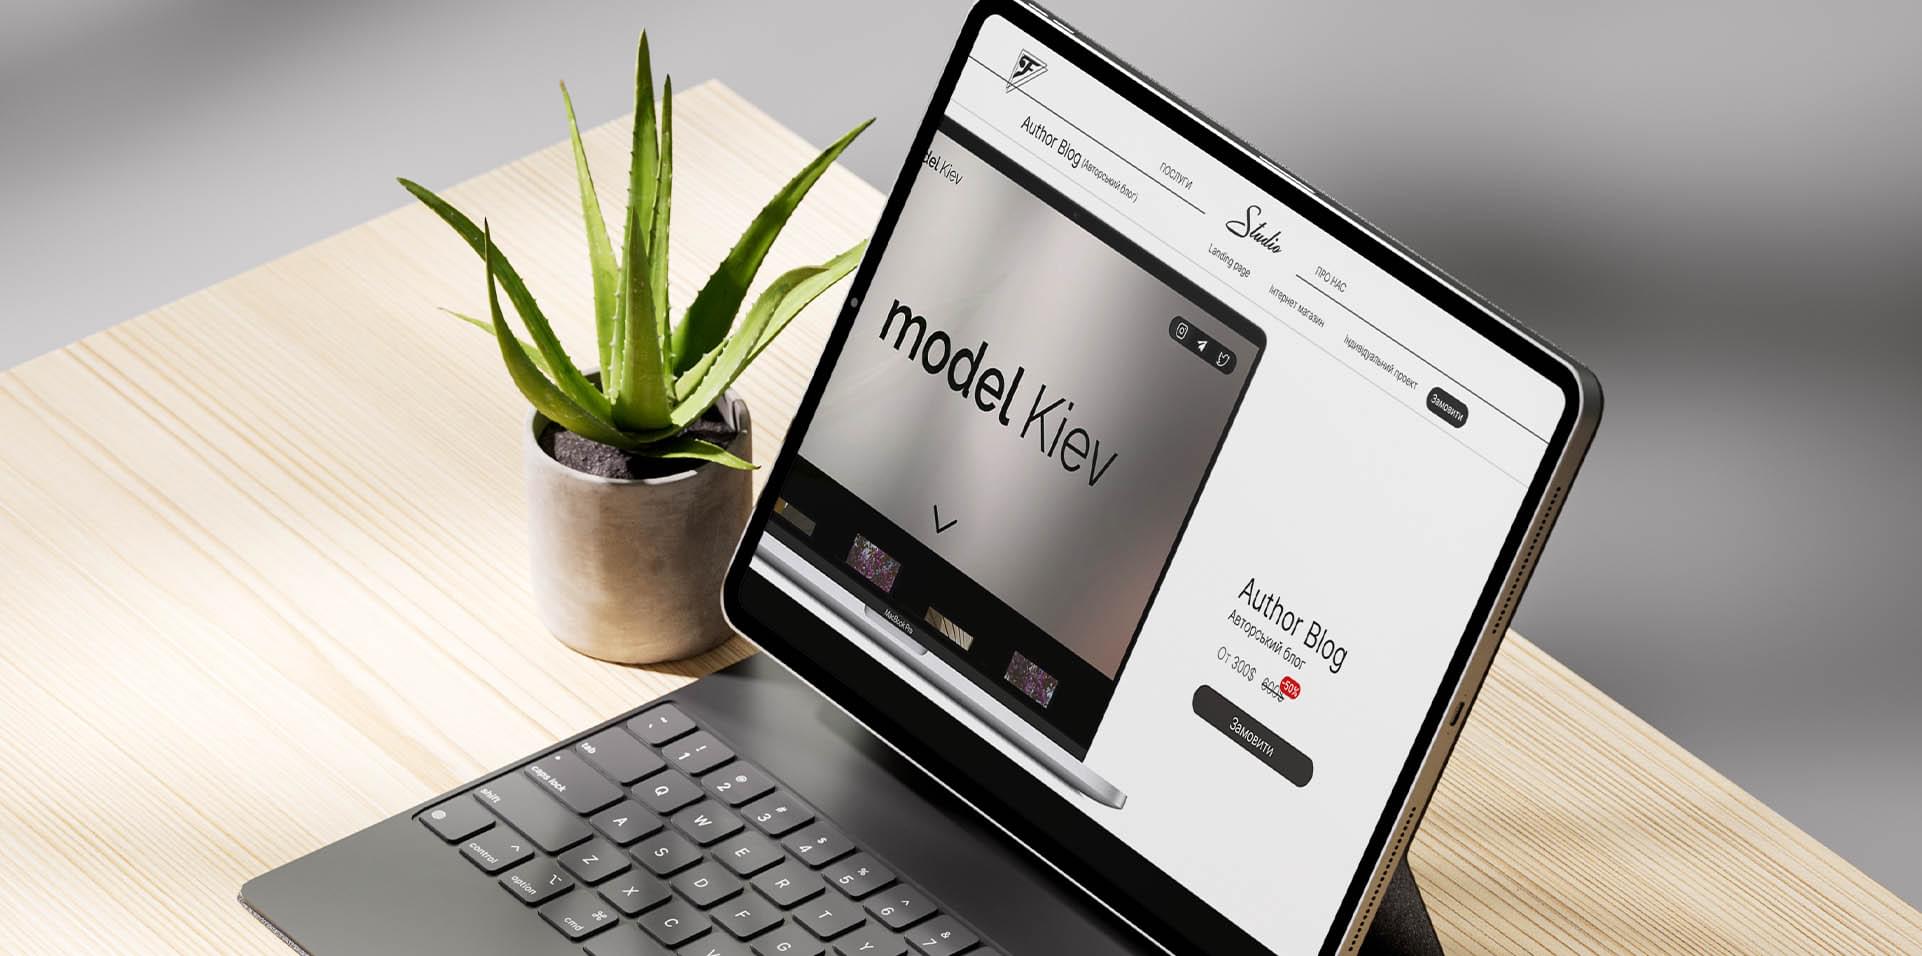 Author Blog (Авторський блог)
ПОСЛУГИ
Studio
ПРО НАС
Landing page
Інтернет магазин
Індивідуальний проект
Замовити
del Kiev
model Kiev
MacBook Pro
Author Blog
Авторський блог
От 300$ 600$ -50%
Замовити
~
`
! @ # $ % ^ &
1 2 3 4 5 6 7
tab Q W E R T Y
caps lock A S D F G
shift Z X C V
control ^
option ⌥
cmd ⌘